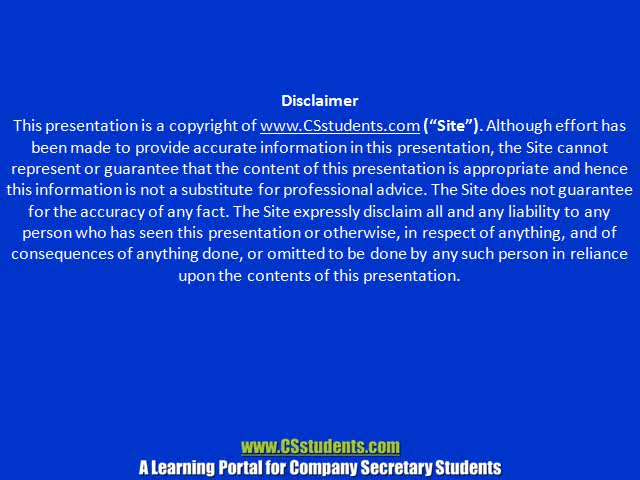 Disclaimer
This presentation is a copyright of www.CSstudents.com (“Site”). Although effort has
been made to provide accurate information in this presentation, the Site cannot
represent or guarantee that the content of this presentation is appropriate and hence
this information is not a substitute for professional advice. The Site does not guarantee
for the accuracy of any fact. The Site expressly disclaim all and any liability to any
person who has seen this presentation or otherwise, in respect of anything, and of
consequences of anything done, or omitted to be done by any such person in reliance
upon the contents of this presentation.
www.CSstudents.com
A Learning Portal for Company Secretary Students